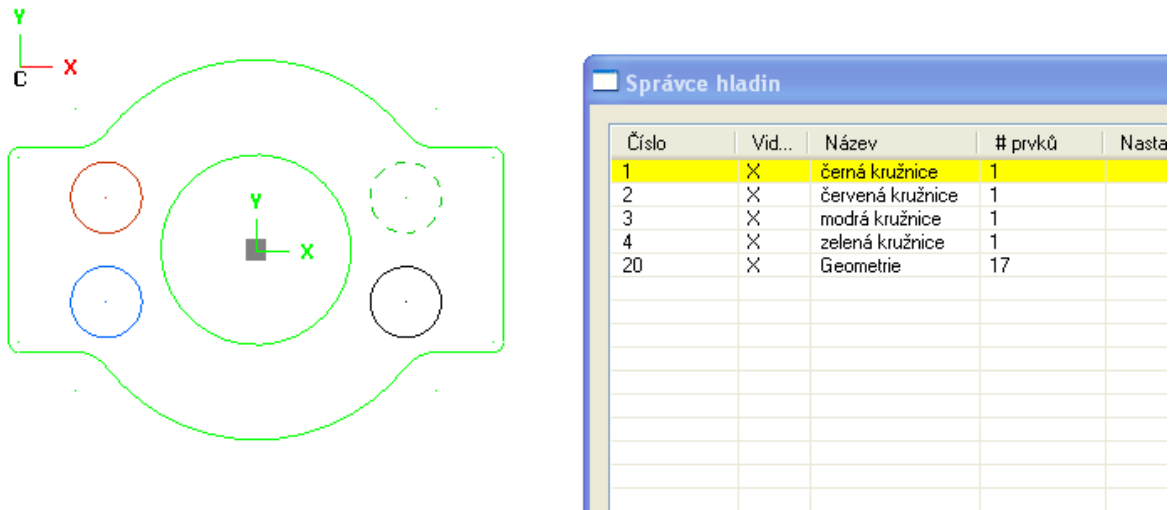 Y
X
C
Y
X
Správce hladin
Číslo Vid... Název # prvků Nasta
1 X černá kružnice 1
2 X červená kružnice 1
3 X modrá kružnice 1
4 X zelená kružnice 1
20 X Geometrie 17